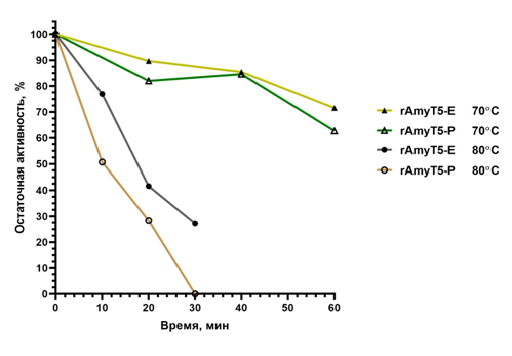 Остаточная активность, %
100
90
80
70
60
50
40
30
20
10
0
0 10 20 30 40 50 60
Время, мин
rAmyT5-E 70°C
rAmyT5-P 70°C
rAmyT5-E 80°C
rAmyT5-P 80°C